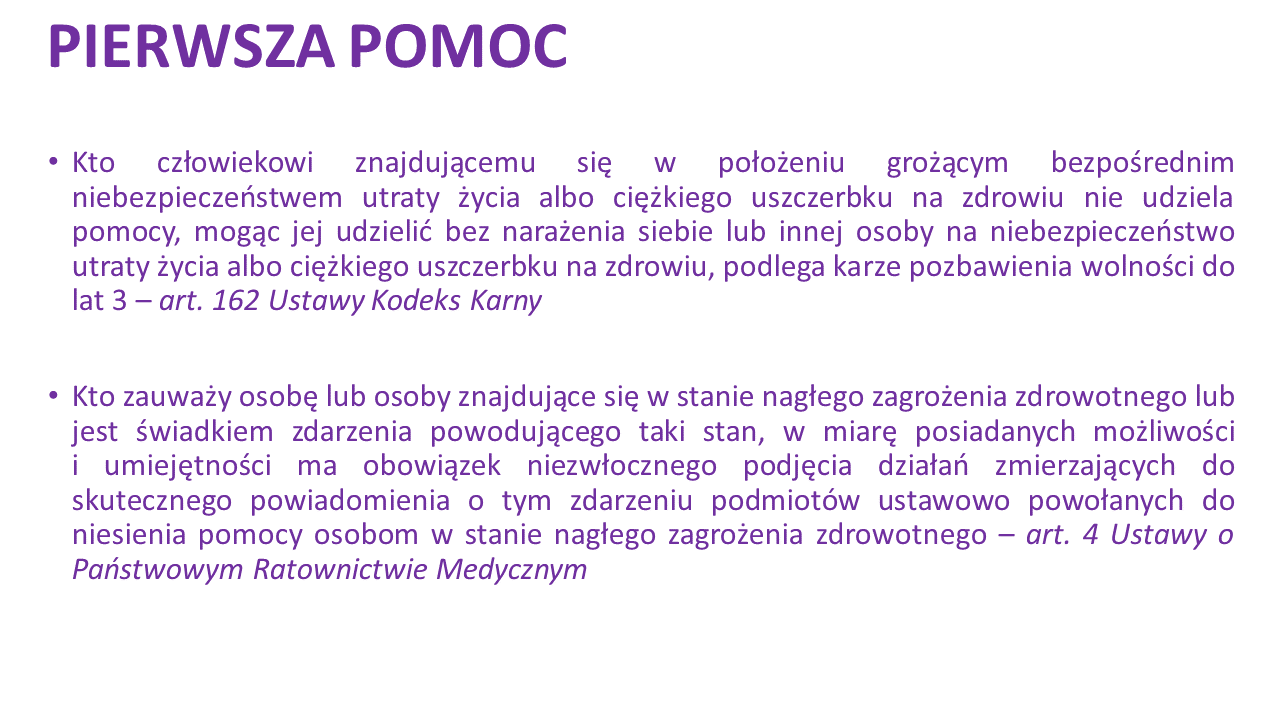 PIERWSZA POMOC
• Kto człowiekowi znajdującemu się w położeniu grożącym bezpośrednim
niebezpieczeństwem utraty życia albo ciężkiego uszczerbku na zdrowiu nie udziela
pomocy, mogąc jej udzielić bez narażenia siebie lub innej osoby na niebezpieczeństwo
utraty życia albo ciężkiego uszczerbku na zdrowiu, podlega karze pozbawienia wolności do
lat 3 – art. 162 Ustawy Kodeks Karny
• Kto zauważy osobę lub osoby znajdujące się w stanie nagłego zagrożenia zdrowotnego lub
jest świadkiem zdarzenia powodującego taki stan, w miarę posiadanych możliwości
i umiejętności ma obowiązek niezwłocznego podjęcia działań zmierzających do
skutecznego powiadomienia o tym zdarzeniu podmiotów ustawowo powołanych do
niesienia pomocy osobom w stanie nagłego zagrożenia zdrowotnego – art. 4 Ustawy o
Państwowym Ratownictwie Medycznym